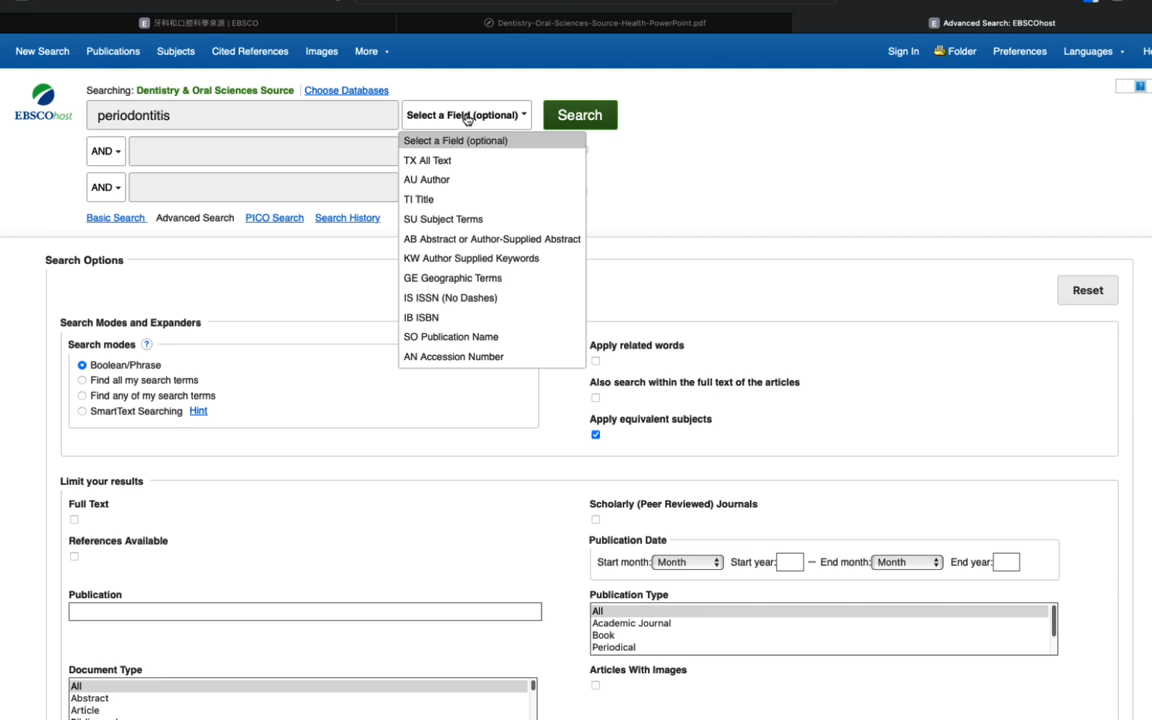 牙科和口腔科學來源 | EBSCO
Dentistry-Oral-Sciences-Source-Health-PowerPoint.pdf
Advanced Search: EBSCOhost
New Search Publications Subjects Cited References Images More
Sign In Folder Preferences Languages
Searching: Dentistry & Oral Sciences Source Choose Databases
EBSCOhost
periodontitis Select a Field (optional) Search
Select a Field (optional)
AND
TX All Text
AU Author
AND
TI Title
Basic Search Advanced Search PICO Search Search History
SU Subject Terms
AB Abstract or Author-Supplied Abstract
KW Author Supplied Keywords
GE Geographic Terms
IS ISSN (No Dashes)
IB ISBN
SO Publication Name
AN Accession Number
Search Options
Reset
Search Modes and Expanders
Search modes ?
Boolean/Phrase
Find all my search terms
Find any of my search terms
SmartText Searching Hint
Apply related words
Also search within the full text of the articles
Apply equivalent subjects
Limit your results
Full Text
References Available
Publication
Document Type
All
Abstract
Article
Scholarly (Peer Reviewed) Journals
Publication Date
Start month: Month Start year: – End month: Month End year:
Publication Type
All
Academic Journal
Book
Periodical
Articles With Images